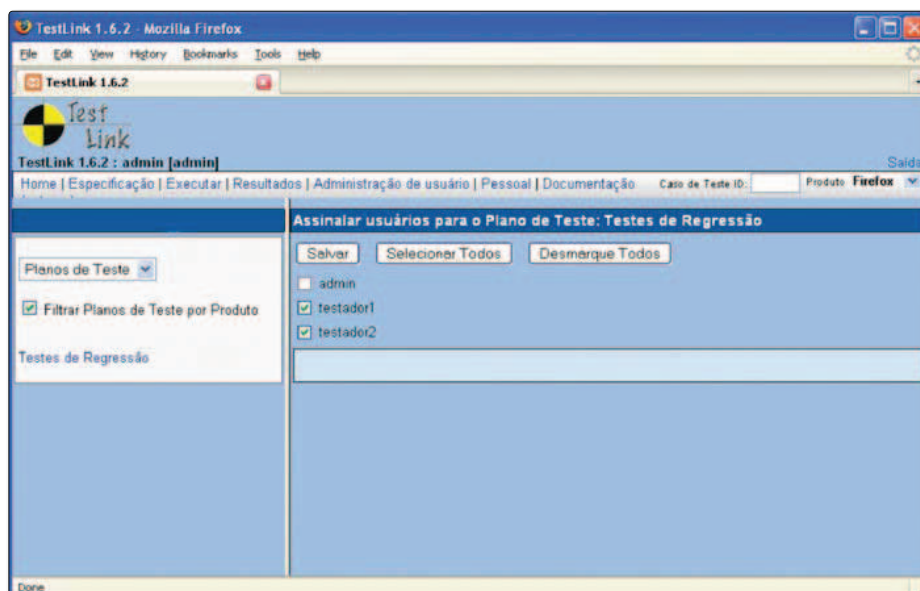 TestLink 1.6.2 - Mozilla Firefox
File Edit View History Bookmarks Tools Help
TestLink 1.6.2
Test
Link
TestLink 1.6.2 : admin [admin]
Saída
Home | Especificação | Executar | Resultados | Administração de usuário | Pessoal | Documentação Caso de Teste ID: Produto Firefox
Assinalar usuários para o Plano de Teste: Testes de Regressão
Salvar Selecionar Todos Desmarque Todos
Planos de Teste
admin
Filtrar Planos de Teste por Produto
testador1
testador2
Testes de Regressão
Done